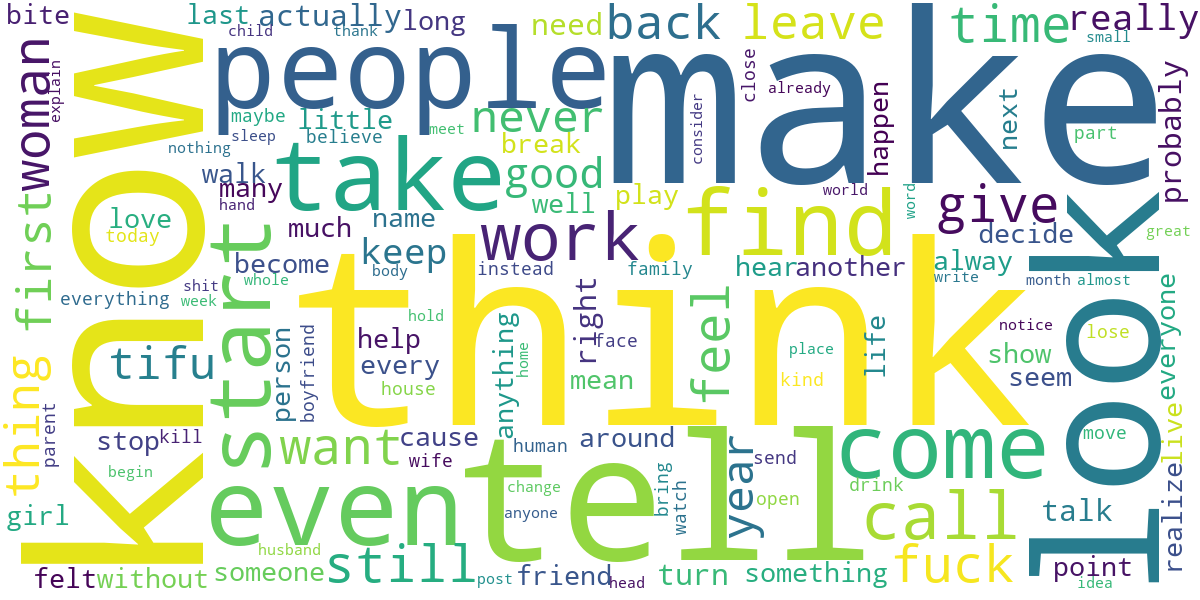 bite
last
actually
long
need
back
leave
time
really
child
thank
small
know
people
make
woman
explain
close
already
maybe
little
never
meet
sleep
believe
nothing
break
consider
happen
next
part
probably
walk
take
good
many
hand
play
world
word
give
look
love
today
name
well
find
great
much
work
decide
first
start
keep
become
body
instead
family
hear
another
alway
write
month
almost
everything
shit
week
whole
think
hold
right
face
feel
life
notice
lose
everyone
tifu
person
boyfriend
help
every
house
anything
home
mean
place
kind
show
seem
thing
parent
stop
kill
want
cause
wife
human
around
year
send
come
move
live
begin
even
tell
change
anyone
bring
watch
open
drink
call
talk
realize
girl
husband
felt
without
someone
still
post
friend
head
turn
something
fuck
point
idea